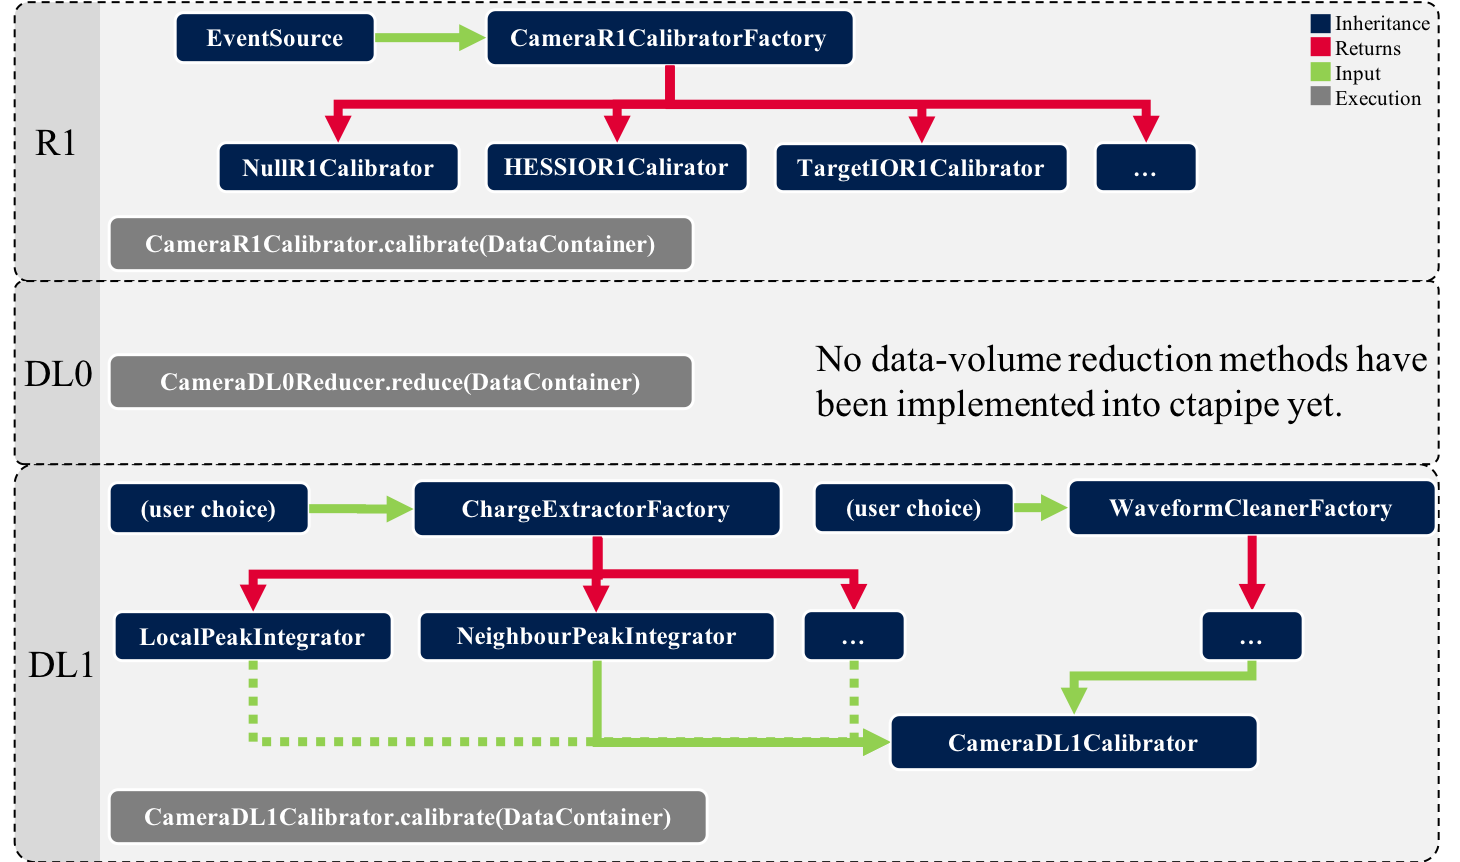 EventSource
CameraR1CalibratorFactory
Inheritance
Returns
Input
Execution
R1
NullR1Calibrator
HESSIOR1Calirator
TargetIOR1Calibrator
...
CameraR1Calibrator.calibrate(DataContainer)
DL0
CameraDL0Reducer.reduce(DataContainer)
No data-volume reduction methods have
been implemented into ctapipe yet.
(user choice)
ChargeExtractorFactory
(user choice)
WaveformCleanerFactory
DL1
LocalPeakIntegrator
NeighbourPeakIntegrator
...
...
CameraDL1Calibrator
CameraDL1Calibrator.calibrate(DataContainer)